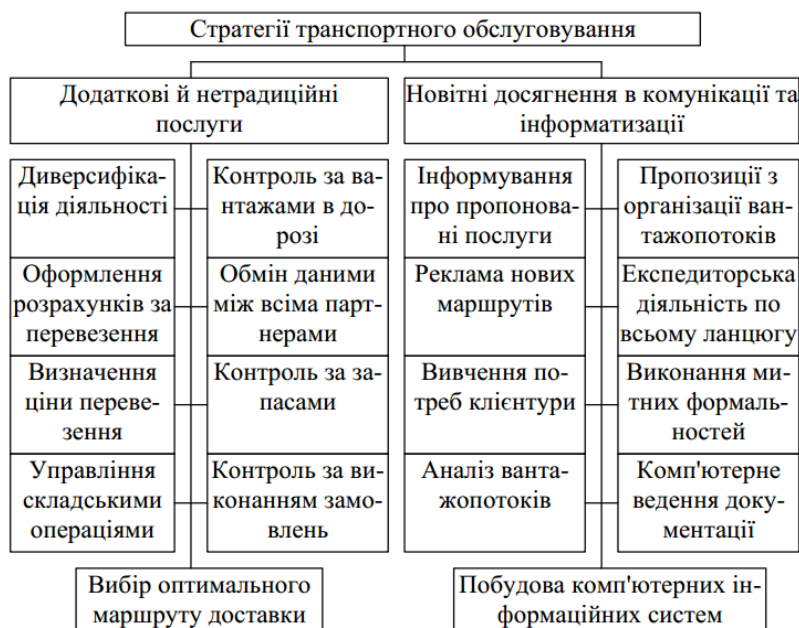 Стратегії транспортного обслуговування
Додаткові й нетрадиційні
послуги
Новітні досягнення в комунікації та
інформатизації
Диверсифіка-
ція діяльності
Контроль за ван-
тажами в до-
розі
Інформування
про пропонова-
ні послуги
Пропозиції з
організації ван-
тажопотоків
Оформлення
розрахунків за
перевезення
Обмін даними
між всіма парт-
нерами
Реклама нових
маршрутів
Експедиторська
діяльність по
всьому ланцюгу
Визначення
ціни переве-
зення
Контроль за за-
пасами
Вивчення по-
треб клієнтури
Виконання ми-
тних формаль-
ностей
Управління
складськими
операціями
Контроль за ви-
конанням замов-
лень
Аналіз ванта-
жопотоків
Комп'ютерне
ведення доку-
ментації
Вибір оптимального
маршруту доставки
Побудова комп'ютерних ін-
формаційних систем